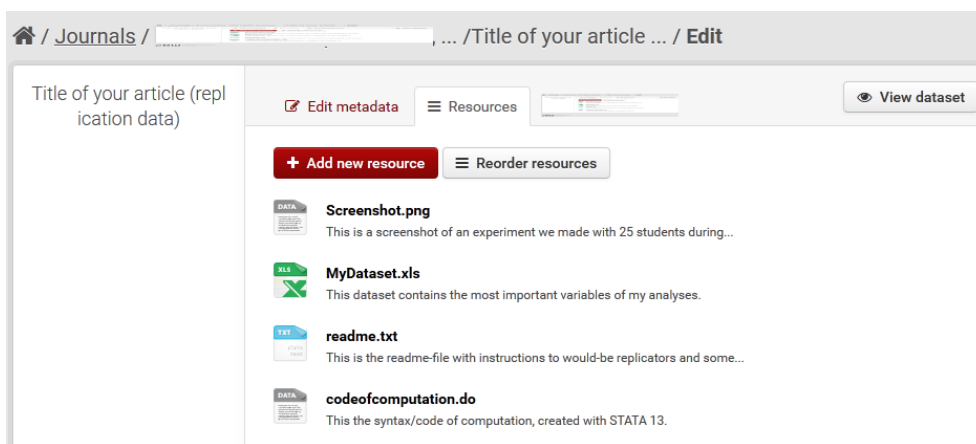 / Journals / , ... /Title of your article ... / Edit
Title of your article (repl
ication data)
Edit metadata
Resources
View dataset
Add new resource
Reorder resources
DATA
Screenshot.png
This is a screenshot of an experiment we made with 25 students during...
XLS
MyDataset.xls
This dataset contains the most important variables of my analyses.
TXT
readme.txt
This is the readme-file with instructions to would-be replicators and some...
DATA
codeofcomputation.do
This the syntax/code of computation, created with STATA 13.